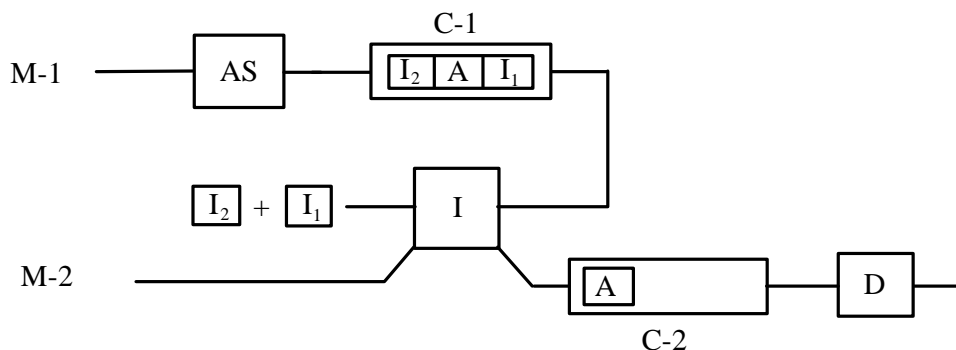 C-1
M-1 AS I₂ A I₁
I₂ + I₁ I
M-2 A D
C-2